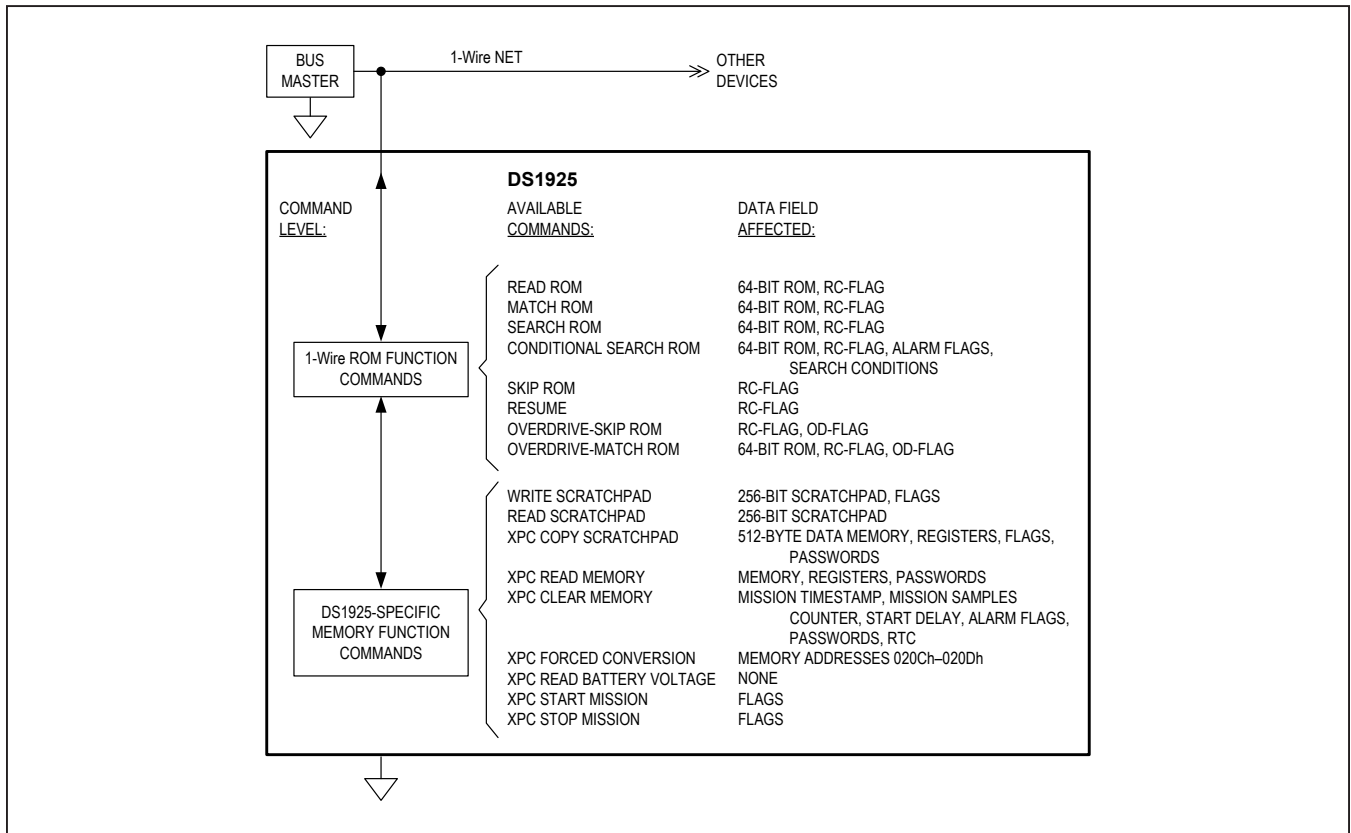 BUS
MASTER
1-Wire NET
OTHER
DEVICES
DS1925
COMMAND
LEVEL:
AVAILABLE
COMMANDS:
DATA FIELD
AFFECTED:
1-Wire ROM FUNCTION
COMMANDS
READ ROM 64-BIT ROM, RC-FLAG
MATCH ROM 64-BIT ROM, RC-FLAG
SEARCH ROM 64-BIT ROM, RC-FLAG
CONDITIONAL SEARCH ROM 64-BIT ROM, RC-FLAG, ALARM FLAGS,
SEARCH CONDITIONS
SKIP ROM RC-FLAG
RESUME RC-FLAG
OVERDRIVE-SKIP ROM RC-FLAG, OD-FLAG
OVERDRIVE-MATCH ROM 64-BIT ROM, RC-FLAG, OD-FLAG
DS1925-SPECIFIC
MEMORY FUNCTION
COMMANDS
WRITE SCRATCHPAD 256-BIT SCRATCHPAD, FLAGS
READ SCRATCHPAD 256-BIT SCRATCHPAD
XPC COPY SCRATCHPAD 512-BYTE DATA MEMORY, REGISTERS, FLAGS,
PASSWORDS
XPC READ MEMORY MEMORY, REGISTERS, PASSWORDS
XPC CLEAR MEMORY MISSION TIMESTAMP, MISSION SAMPLES
COUNTER, START DELAY, ALARM FLAGS,
PASSWORDS, RTC
XPC FORCED CONVERSION MEMORY ADDRESSES 020Ch–020Dh
XPC READ BATTERY VOLTAGE NONE
XPC START MISSION FLAGS
XPC STOP MISSION FLAGS